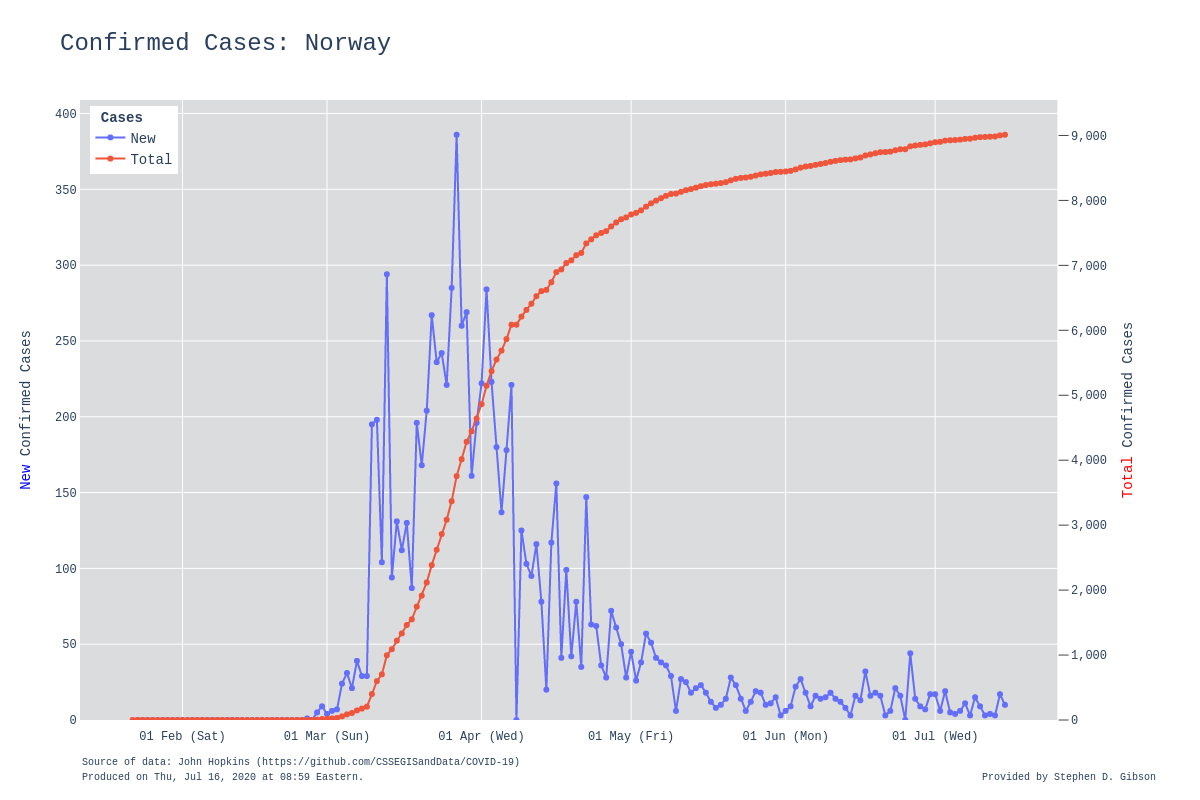 Confirmed Cases: Norway
Cases
New
Total
400
350
300
250
200
150
100
50
0
9,000
8,000
7,000
6,000
5,000
4,000
3,000
2,000
1,000
0
New Confirmed Cases
Total Confirmed Cases
01 Feb (Sat)
01 Mar (Sun)
01 Apr (Wed)
01 May (Fri)
01 Jun (Mon)
01 Jul (Wed)
Source of data: John Hopkins (https://github.com/CSSEGISandData/COVID-19)
Produced on Thu, Jul 16, 2020 at 08:59 Eastern.
Provided by Stephen D. Gibson